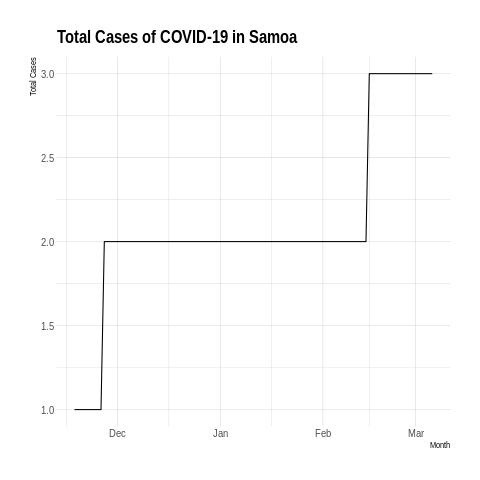 Total Cases of COVID-19 in Samoa
Total Cases
3.0
2.5
2.0
1.5
1.0
Dec Jan Feb Mar
Month